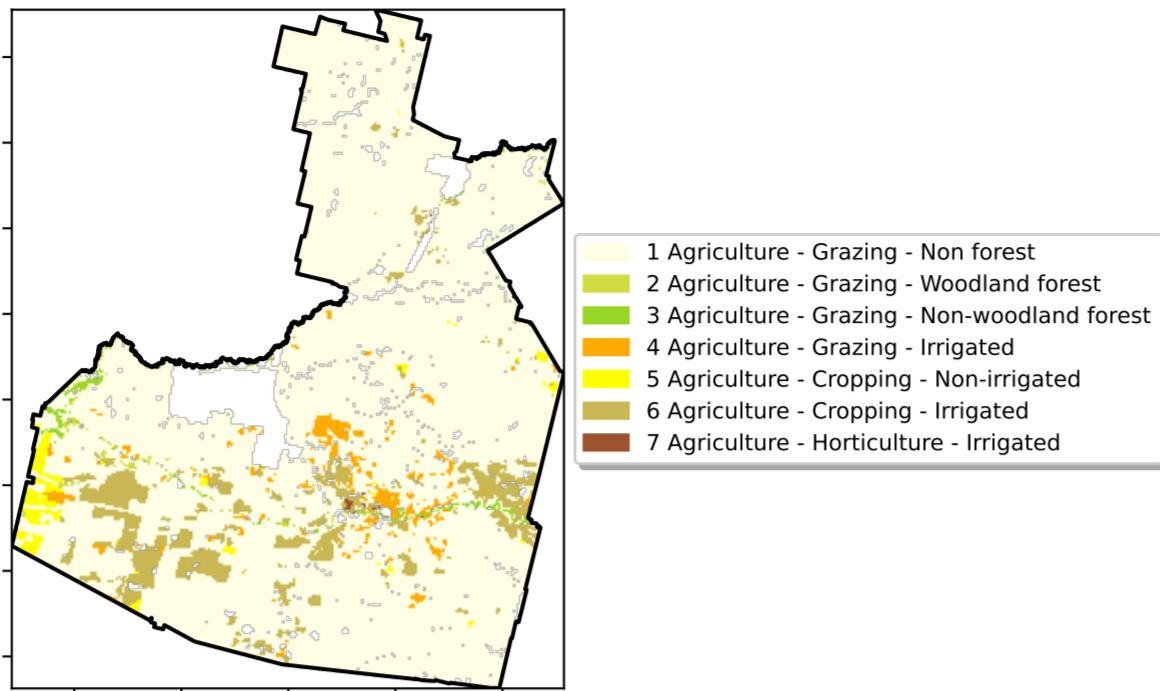 1 Agriculture - Grazing - Non forest
2 Agriculture - Grazing - Woodland forest
3 Agriculture - Grazing - Non-woodland forest
4 Agriculture - Grazing - Irrigated
5 Agriculture - Cropping - Non-irrigated
6 Agriculture - Cropping - Irrigated
7 Agriculture - Horticulture - Irrigated